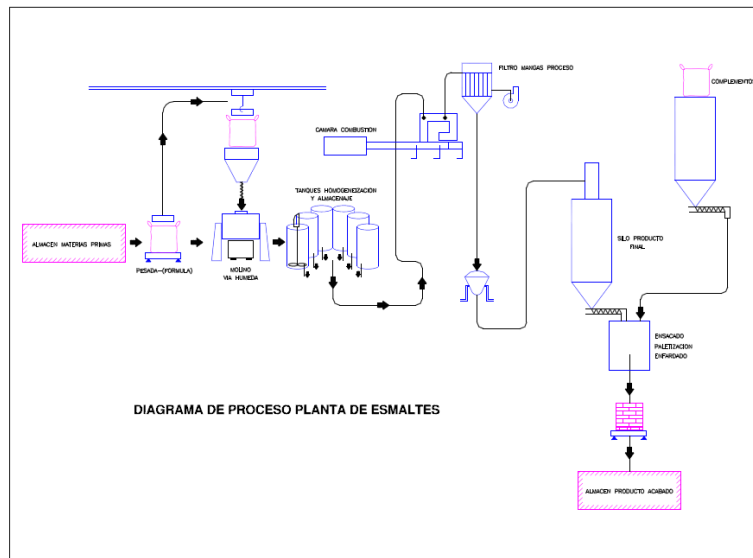 FILTRO MANGAS PROCESO
COMPLEMENTOS
CAMARA COMBUSTIÓN
TANQUES HOMOGENEIZACION
Y ALMACENAJE
ALMACEN MATERIAS PRIMAS
PESADA-(FORMULA)
MOLINO
VIA HUMEDA
SILO PRODUCTO
FINAL
ENSACADO
PALETIZACION
ENFARDADO
DIAGRAMA DE PROCESO PLANTA DE ESMALTES
ALMACEN PRODUCTO ACABADO